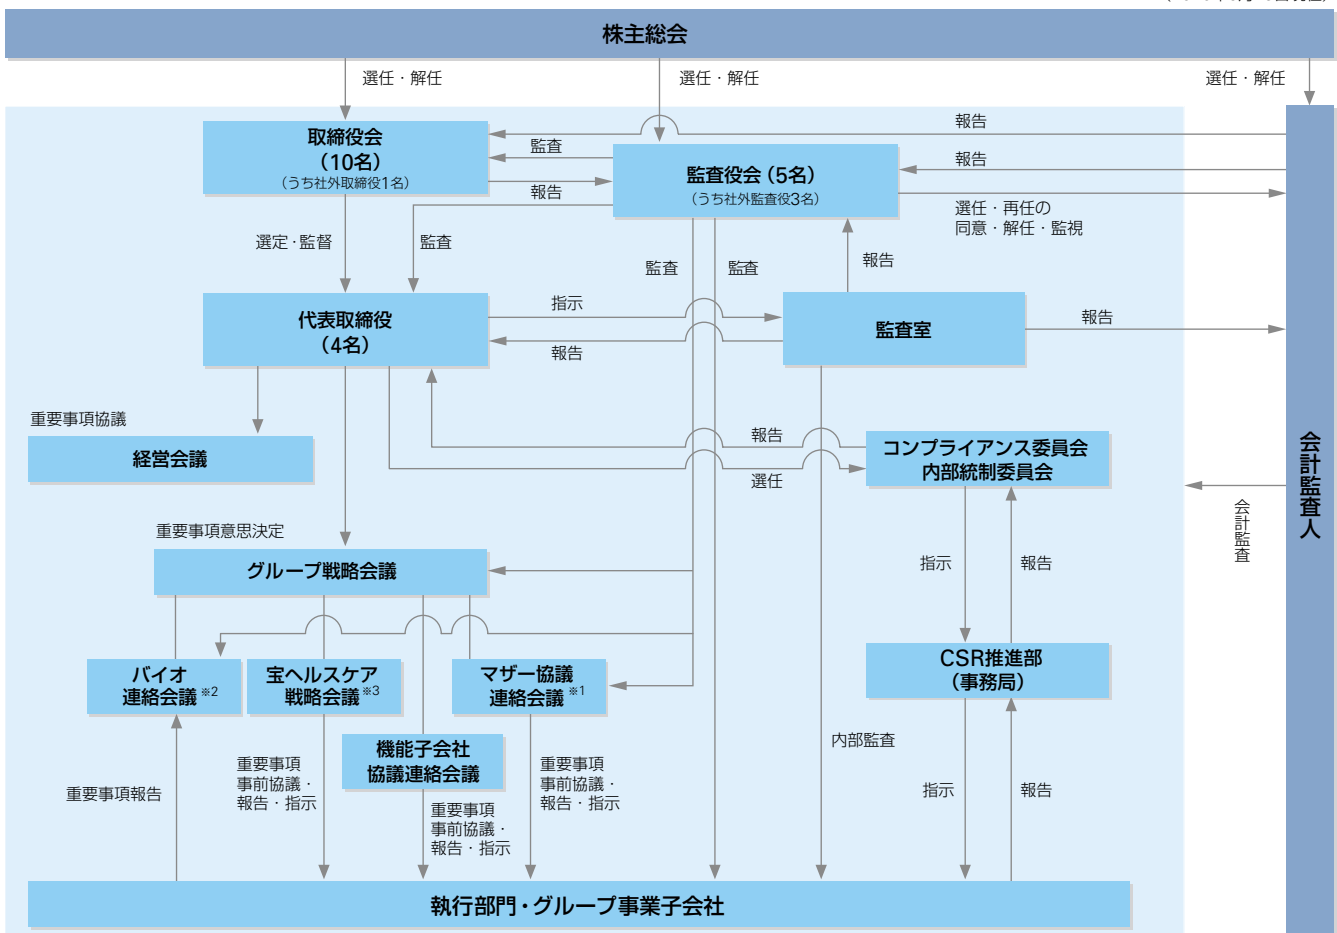 株主総会
選任・解任
選任・解任
選任・解任
取締役会
（10名）
（うち社外取締役1名）
監査
報告
監査役会（5名）
（うち社外監査役3名）
報告
報告
選任・再任の
同意・解任・監視
選定・監督
監査
監査
監査
報告
代表取締役
（4名）
指示
報告
監査室
報告
重要事項協議
経営会議
報告
選任
コンプライアンス委員会
内部統制委員会
会計監査人
会計監査
重要事項意思決定
グループ戦略会議
指示
報告
バイオ
連絡会議※2
宝ヘルスケア
戦略会議※3
マザー協議
連絡会議※1
CSR推進部
（事務局）
機能子会社
協議連絡会議
内部監査
重要事項報告
重要事項
事前協議・
報告・指示
重要事項
事前協議・
報告・指示
重要事項
事前協議・
報告・指示
指示
報告
執行部門・グループ事業子会社